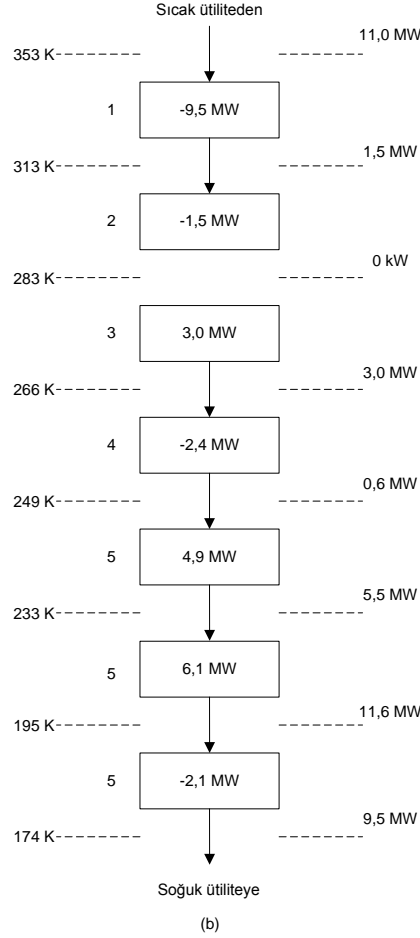 Sıcak ütiliteden
11,0 MW
353 K
1
-9,5 MW
1,5 MW
313 K
2
-1,5 MW
0 kW
283 K
3
3,0 MW
3,0 MW
266 K
4
-2,4 MW
0,6 MW
249 K
5
4,9 MW
5,5 MW
233 K
5
6,1 MW
11,6 MW
195 K
5
-2,1 MW
9,5 MW
174 K
Soğuk ütiliteye
(b)